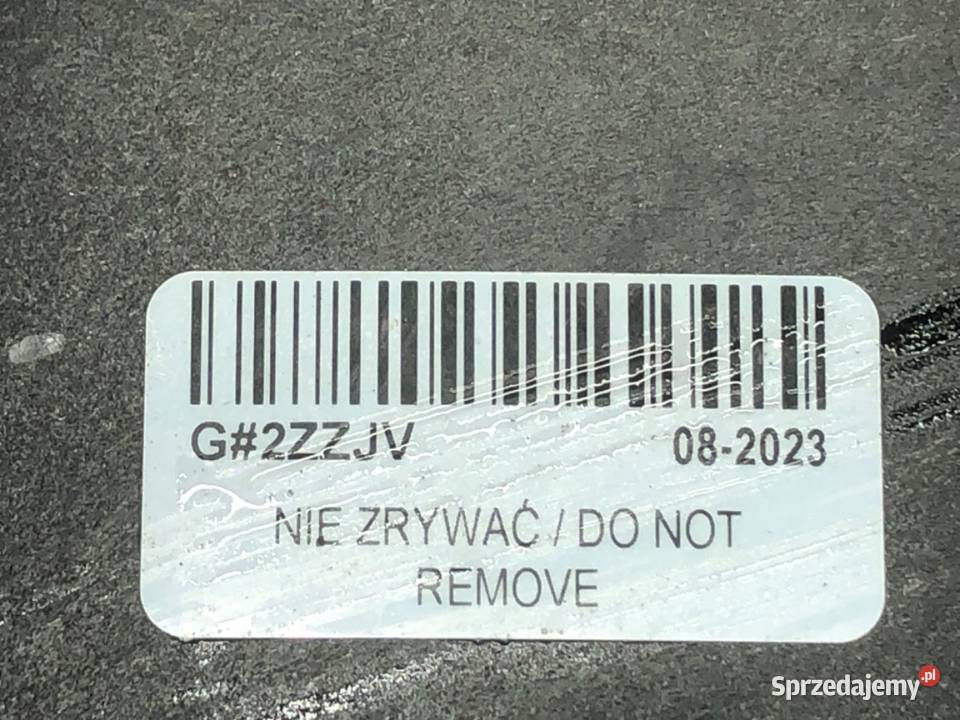 G#2ZZJV 08-2023
NIE ZRYWAĆ / DO NOT
REMOVE
Sprzedajemy.pl